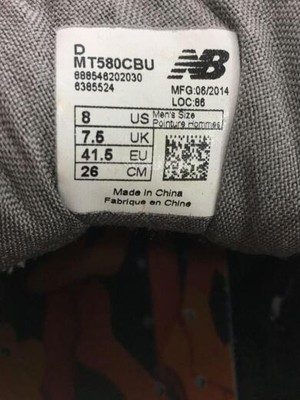 D
MT580CBU
888546202030
6385524
NB
MFG:06/2014
LOC:86
8 US Men's Size
Pointure Hommes
7.5 UK
41.5 EU
26 CM
Made in China
Fabriqué en Chine